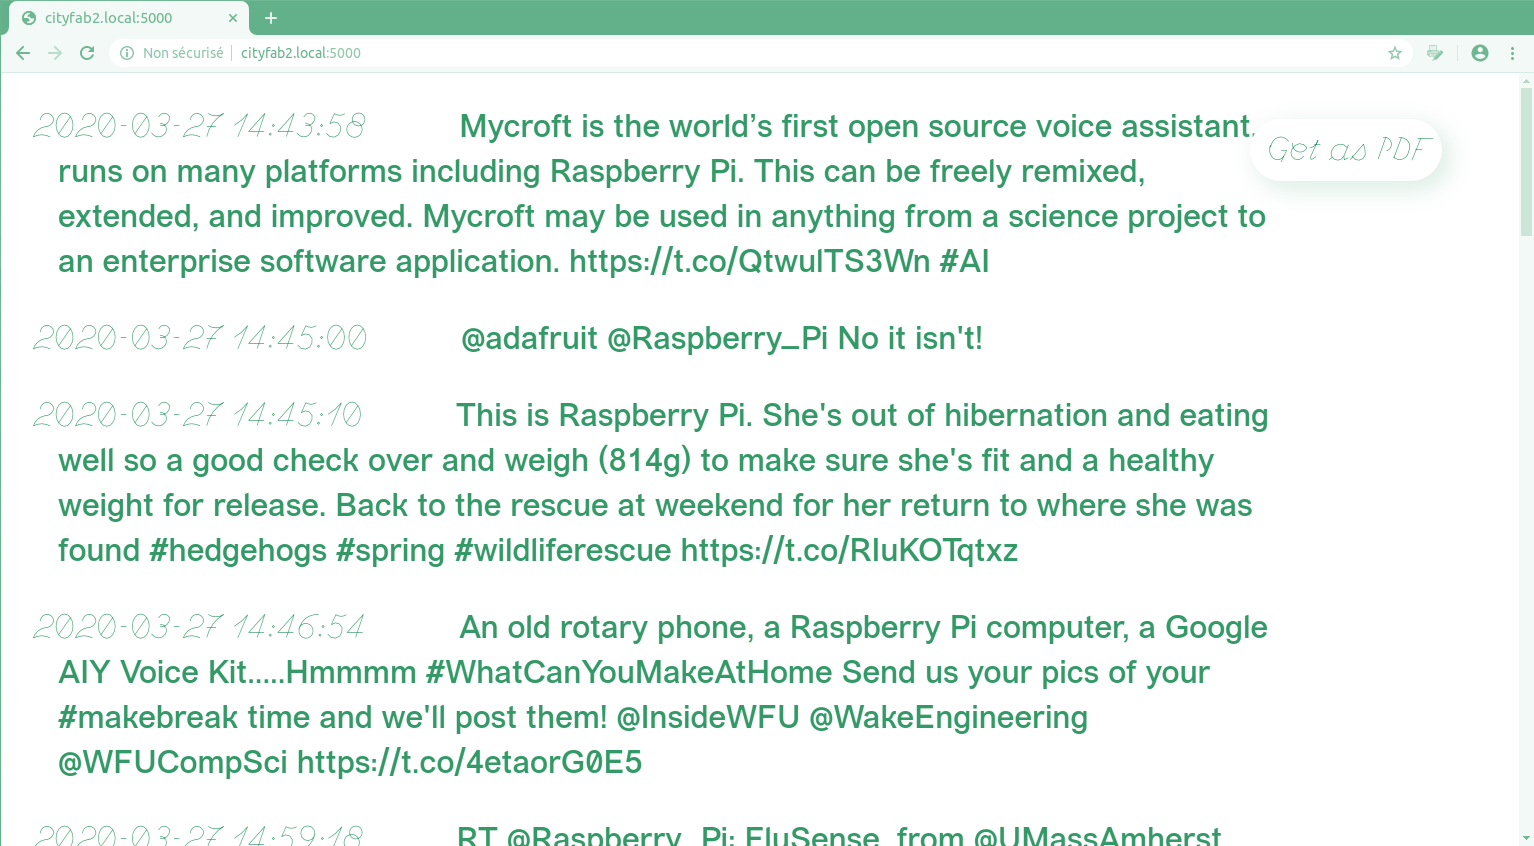 cityfab2.local:5000
Non sécurisé cityfab2.local:5000
2020-03-27 14:43:58 Mycroft is the world’s first open source voice assistant.
Get as PDF
runs on many platforms including Raspberry Pi. This can be freely remixed,
extended, and improved. Mycroft may be used in anything from a science project to
an enterprise software application. https://t.co/QtwulTS3Wn #AI
2020-03-27 14:45:00 @adafruit @Raspberry_Pi No it isn't!
2020-03-27 14:45:10 This is Raspberry Pi. She's out of hibernation and eating
well so a good check over and weigh (814g) to make sure she's fit and a healthy
weight for release. Back to the rescue at weekend for her return to where she was
found #hedgehogs #spring #wildliferescue https://t.co/RIuKOTqtxz
2020-03-27 14:46:54 An old rotary phone, a Raspberry Pi computer, a Google
AIY Voice Kit.....Hmmmm #WhatCanYouMakeAtHome Send us your pics of your
#makebreak time and we'll post them! @InsideWFU @WakeEngineering
@WFUCompSci https://t.co/4etaorG0E5
2020-03-27 14:59:18 RT @Raspberry_Pi: FluSense, from @UMassAmherst